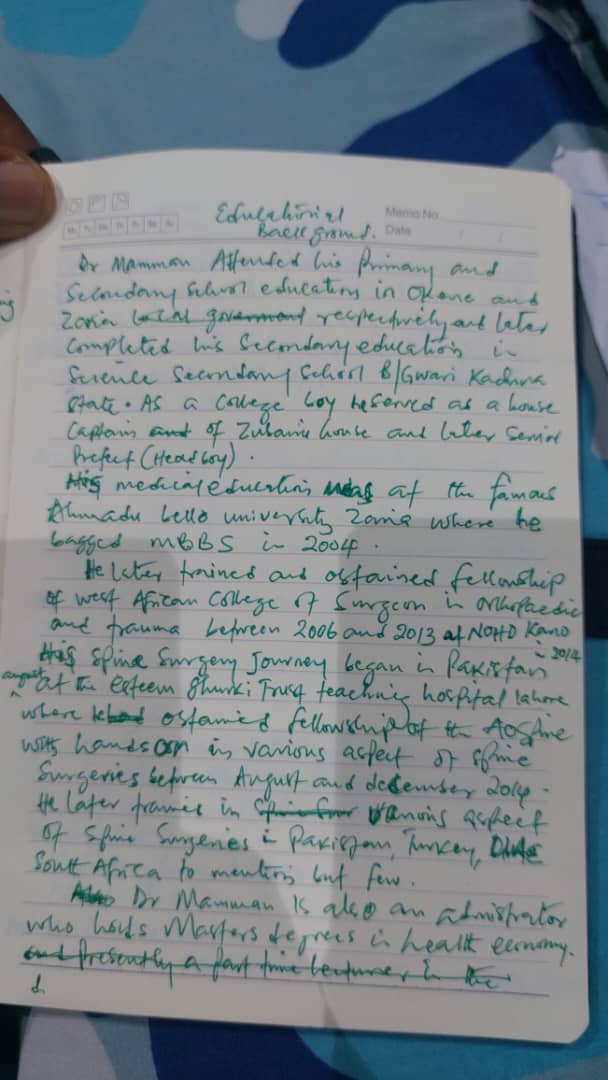 Educational
Background.
Memo No
Date / /
Mo Tu We Th Fr Sa Su
Dr Mamman Attended his Primary and
Secondary School education in Okene and
Zaria local government respectively and later
completed his Secondary education in
Science Secondary School B/Gwari Kaduna
State. As a College boy he served as a house
Captain and of house and later Senior
Prefect (Head boy).
His medical education was at the famous
Ahmadu bello university Zaria where he
bagged MBBS in 2004.
He later trained and obtained fellowship
of west African College of Surgeon in orthopaedic
and trauma between 2006 and 2013 at NOHD Kano
His Spine Surgery Journey began in Pakistan in 2014
august at the esteem Ghurki Trust teaching hospital lahore
where obtained fellowship of the AOSpine
with hands on in various aspect of spine
Surgeries between August and december 2014.
He later trained in various aspect
of Spine Surgeries in Pakistan, Turkey,
South Africa to mention but few.
Also Dr Mamman Is also an admistrator
who holds Masters degrees in health economy.
and presently a part time lecturer in the